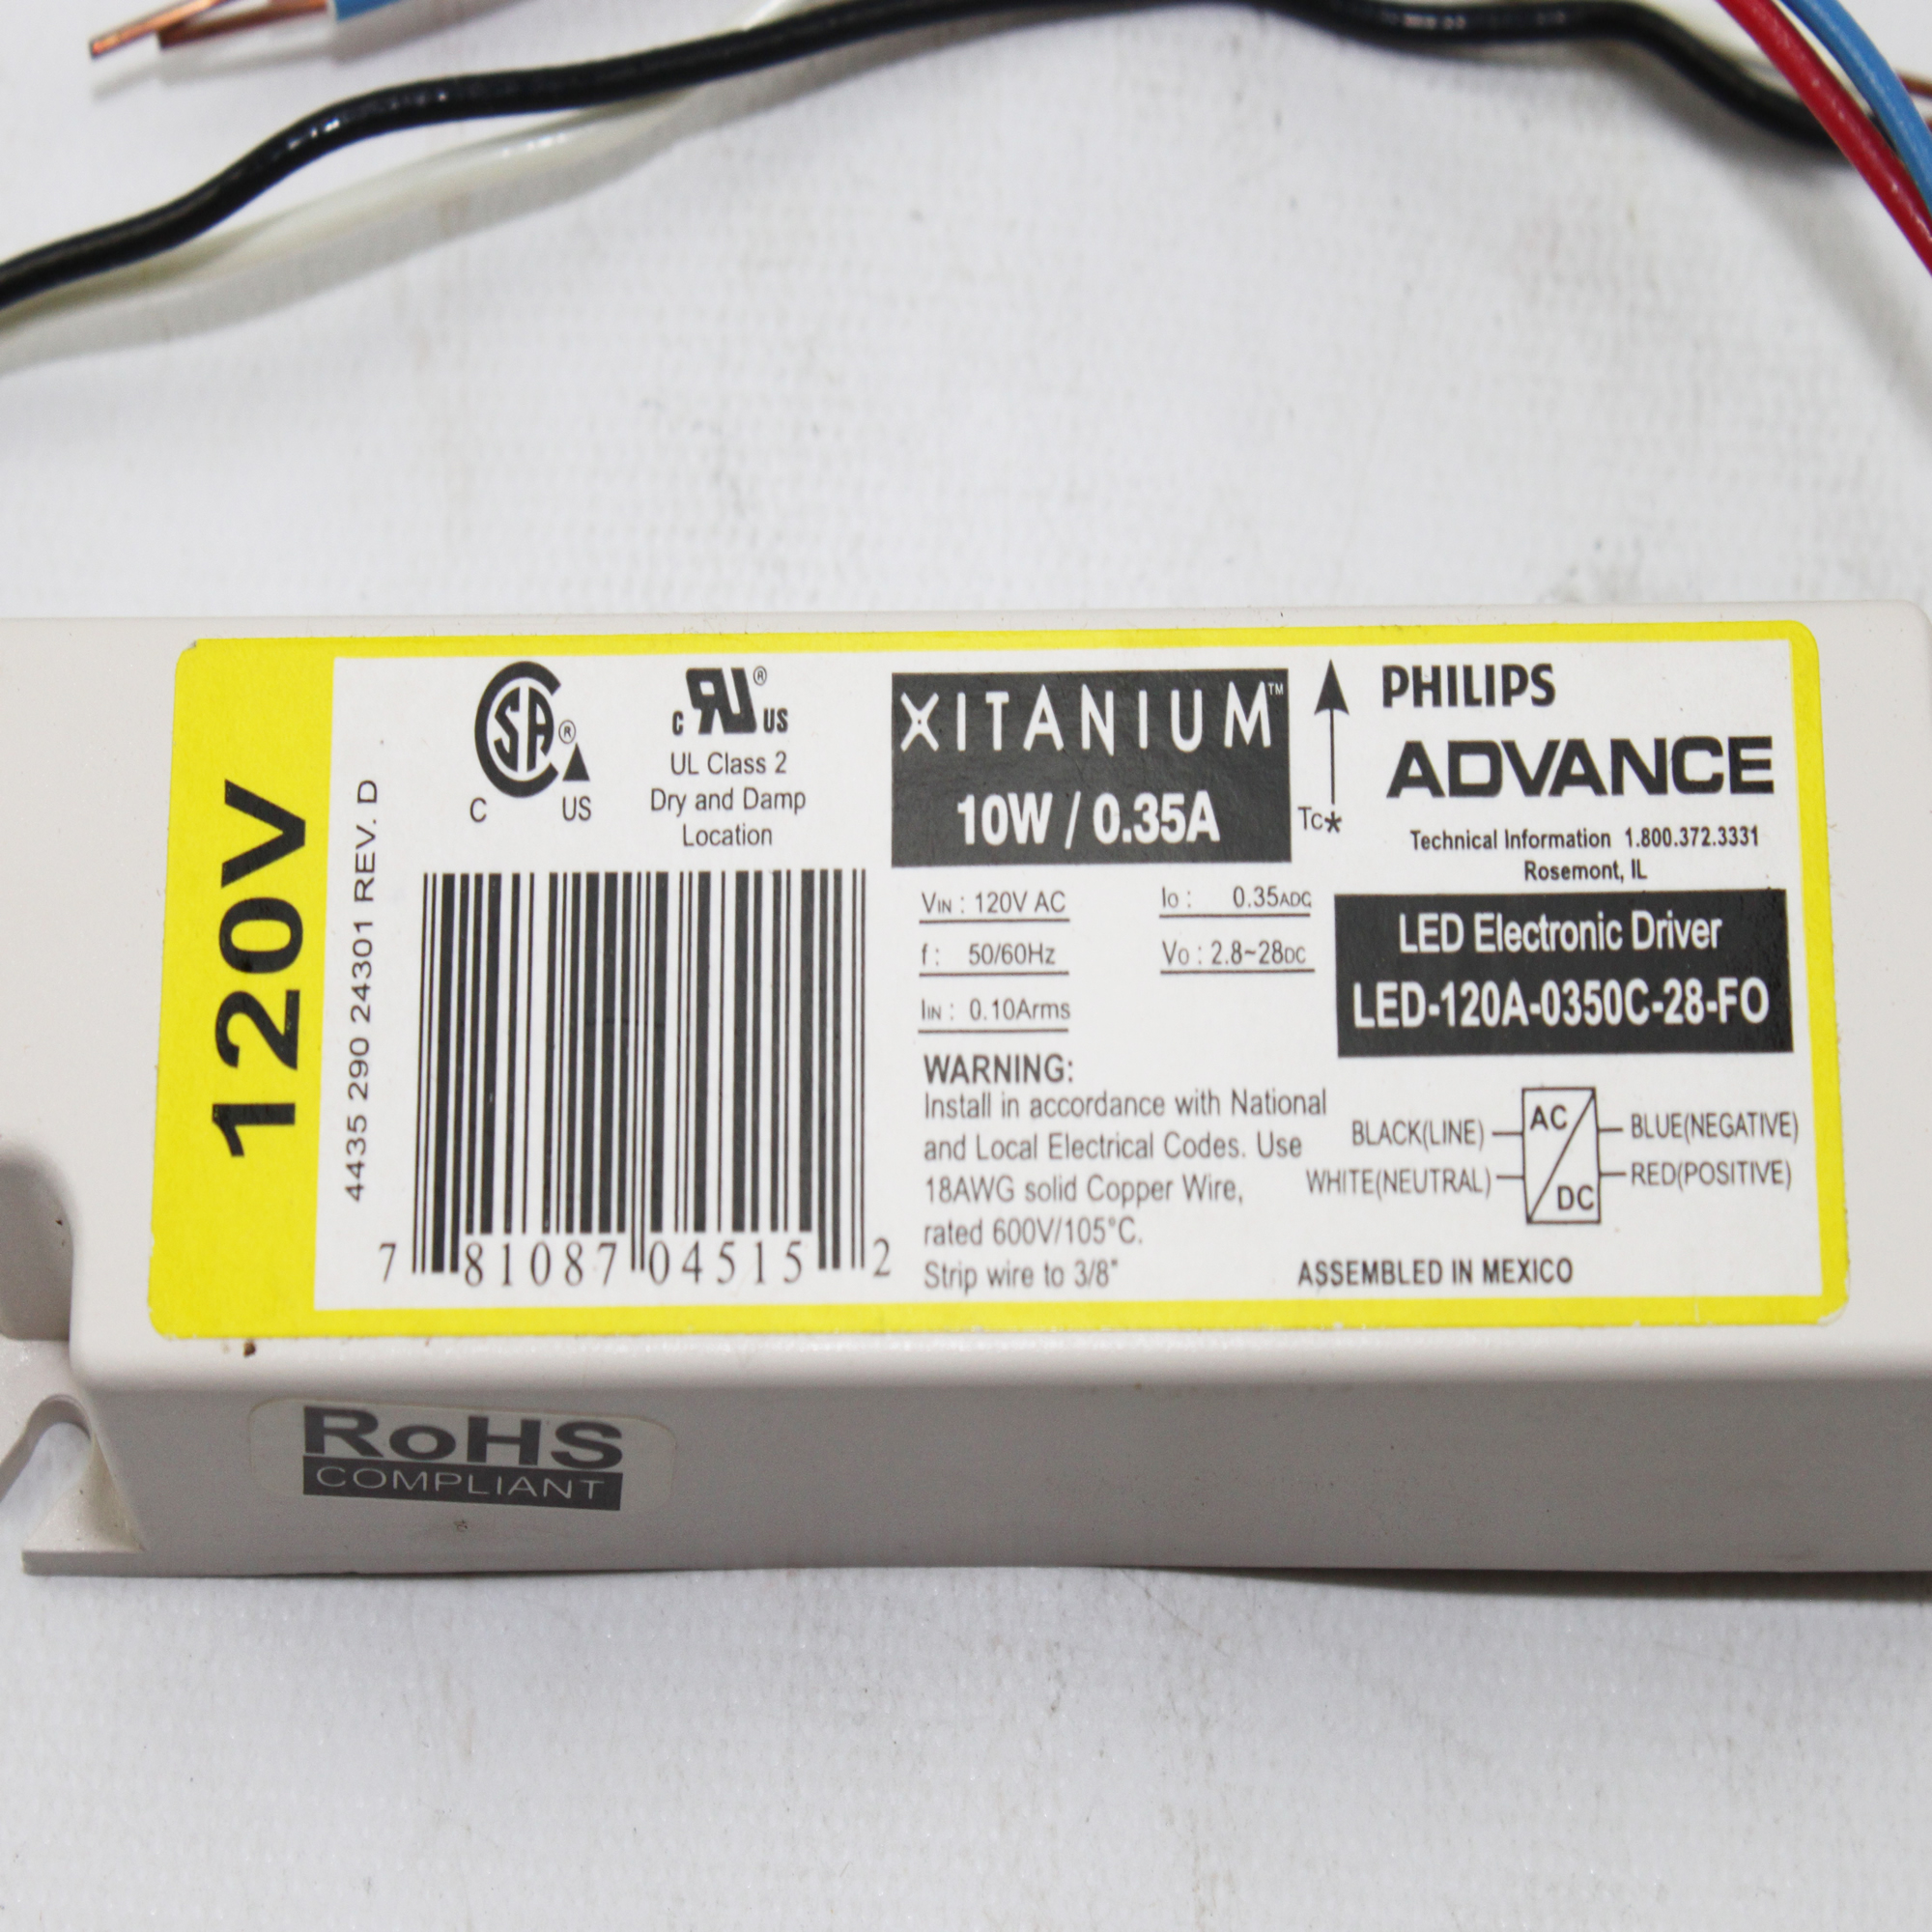 120V
4435 290 24301 REV. D
SA®
C US
C RU® US
UL Class 2
Dry and Damp
Location
7 81087 04515 2
XITANIUM™
10W / 0.35A
Tc*
PHILIPS
ADVANCE
Technical Information 1.800.372.3331
Rosemont, IL
LED Electronic Driver
LED-120A-0350C-28-FO
VIN : 120V AC
f : 50/60Hz
IIN : 0.10Arms
IO : 0.35ADC
VO : 2.8~28DC
WARNING:
Install in accordance with National
and Local Electrical Codes. Use
18AWG solid Copper Wire,
rated 600V/105°C.
Strip wire to 3/8"
BLACK(LINE)
WHITE(NEUTRAL)
AC
DC
BLUE(NEGATIVE)
RED(POSITIVE)
ASSEMBLED IN MEXICO
RoHS
COMPLIANT